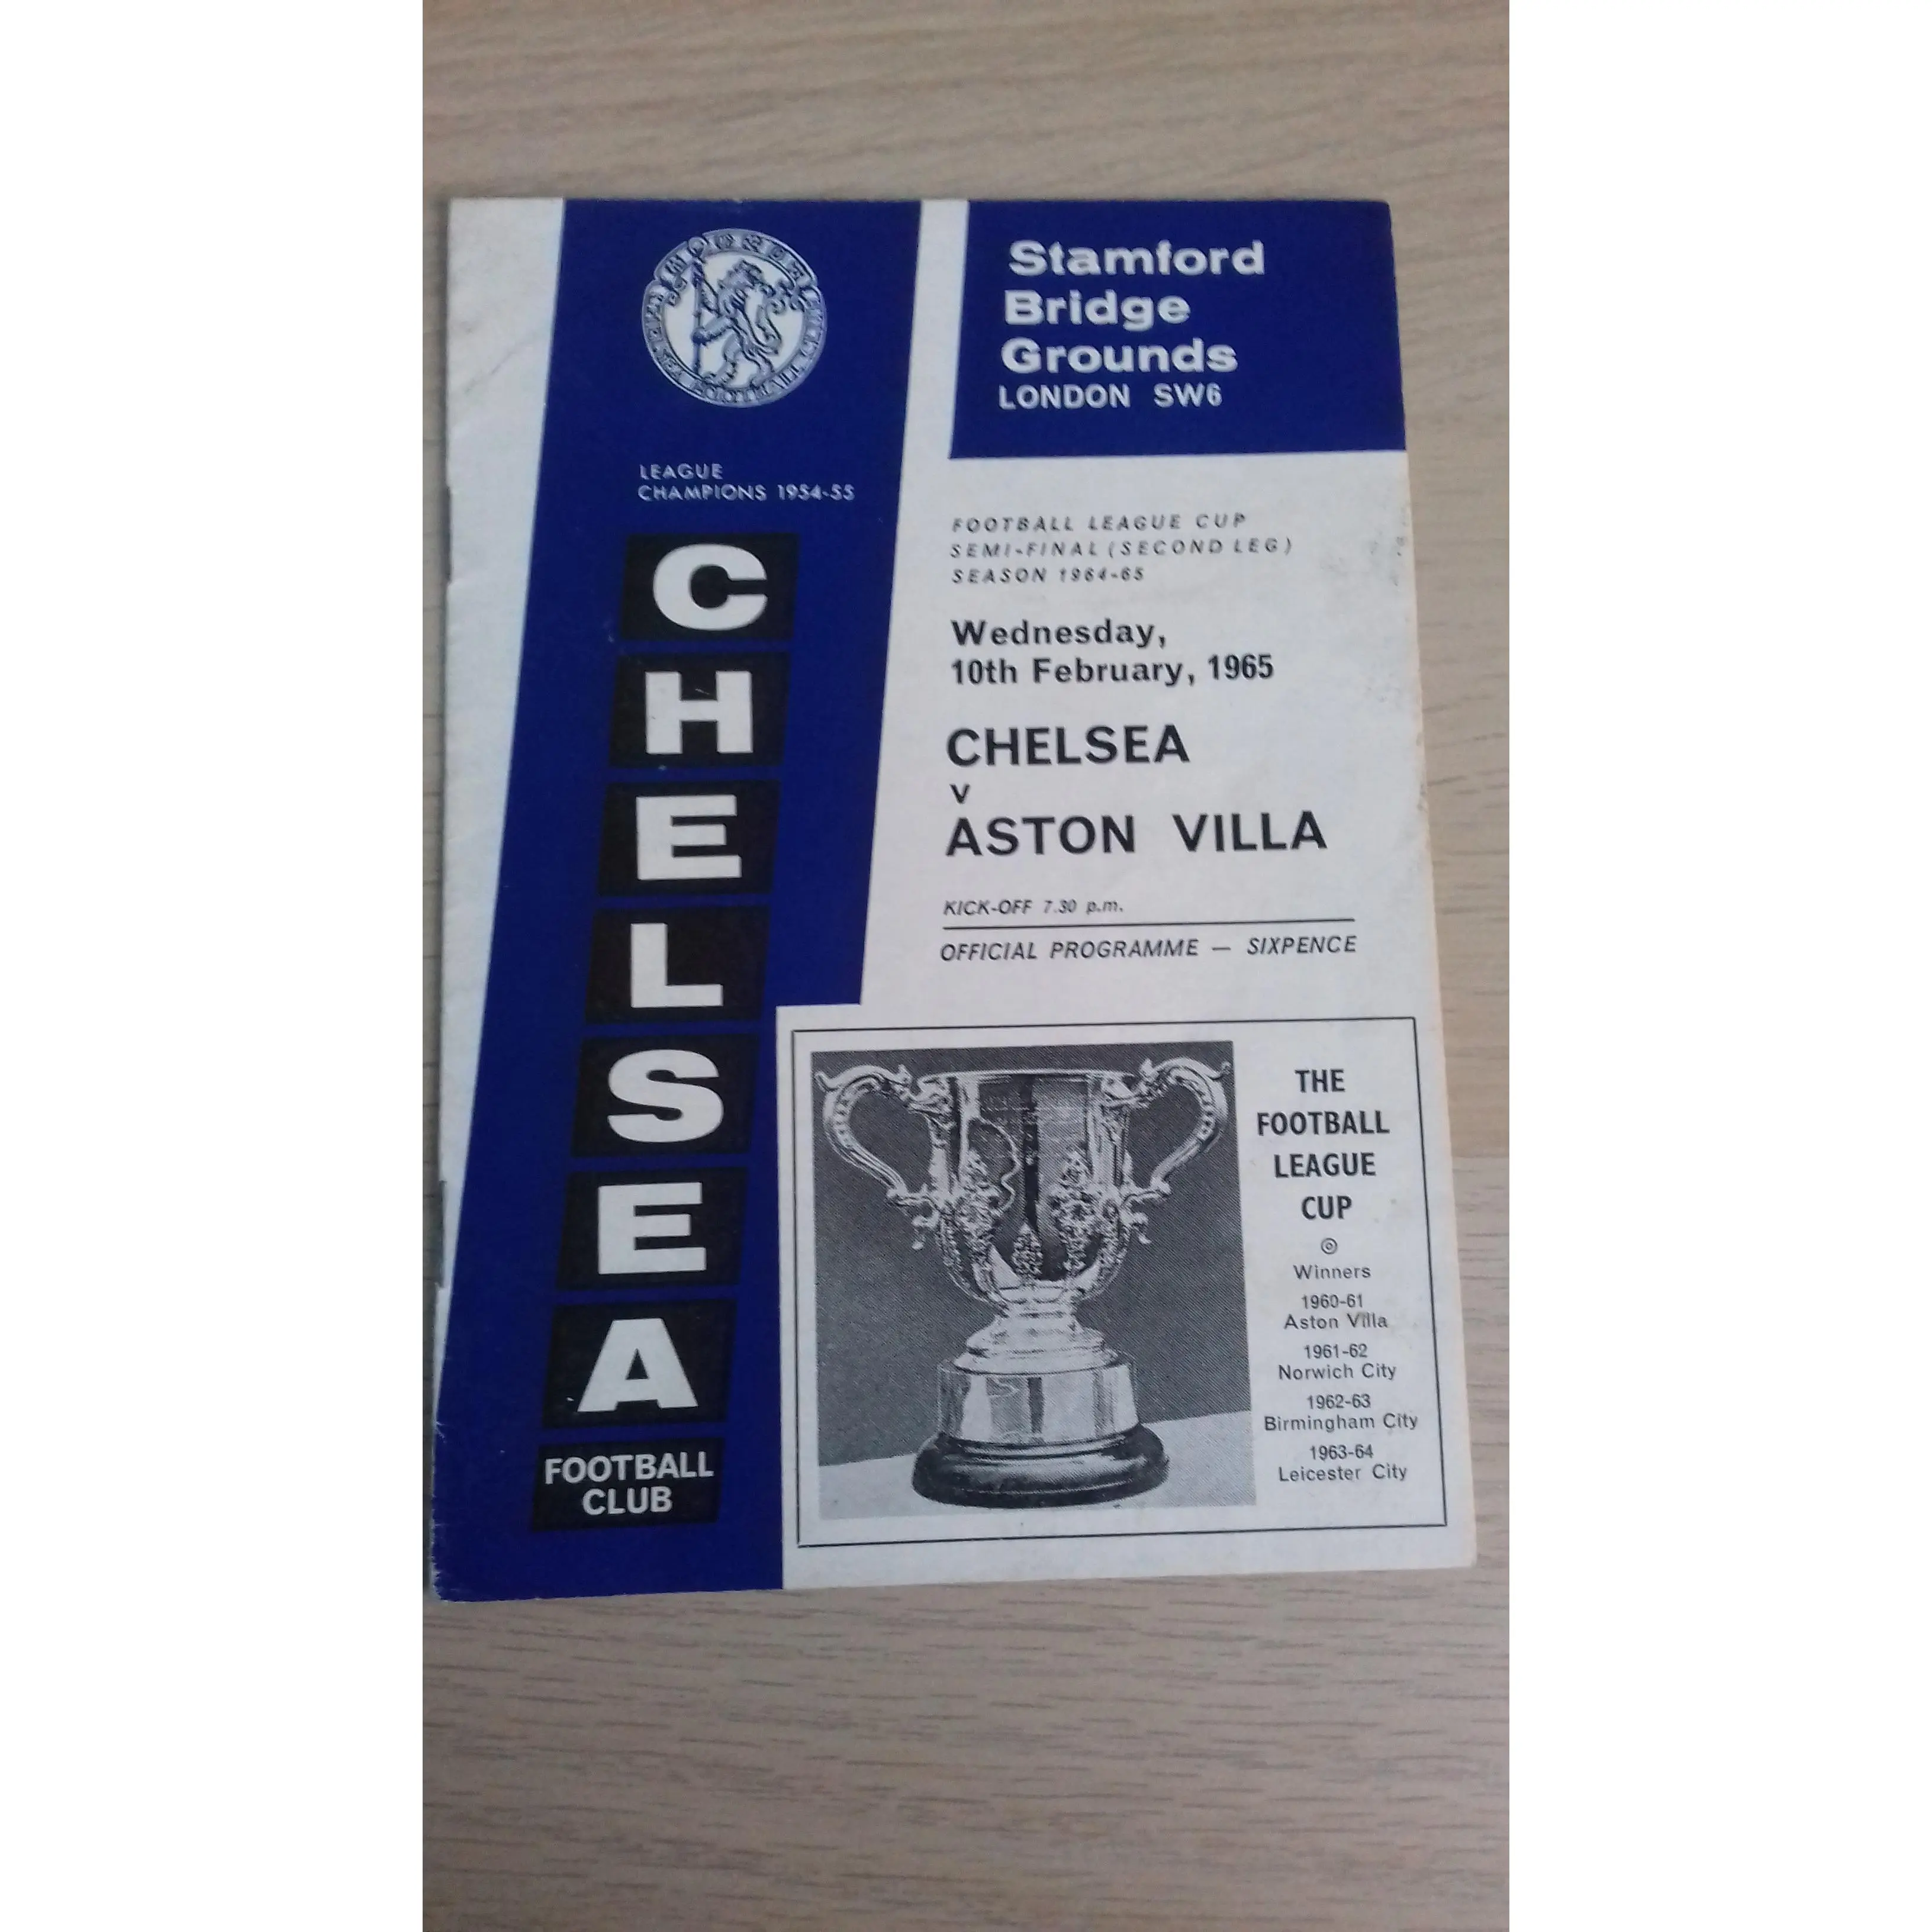 LEAGUE
CHAMPIONS 1954-55
CHELSEA
FOOTBALL
CLUB
Stamford
Bridge
Grounds
LONDON SW6
FOOTBALL LEAGUE CUP
SEMI-FINAL (SECOND LEG)
SEASON 1964-65
Wednesday,
10th February, 1965
CHELSEA
v
ASTON VILLA
KICK-OFF 7.30 p.m.
OFFICIAL PROGRAMME — SIXPENCE
THE
FOOTBALL
LEAGUE
CUP
Winners
1960-61
Aston Villa
1961-62
Norwich City
1962-63
Birmingham City
1963-64
Leicester City